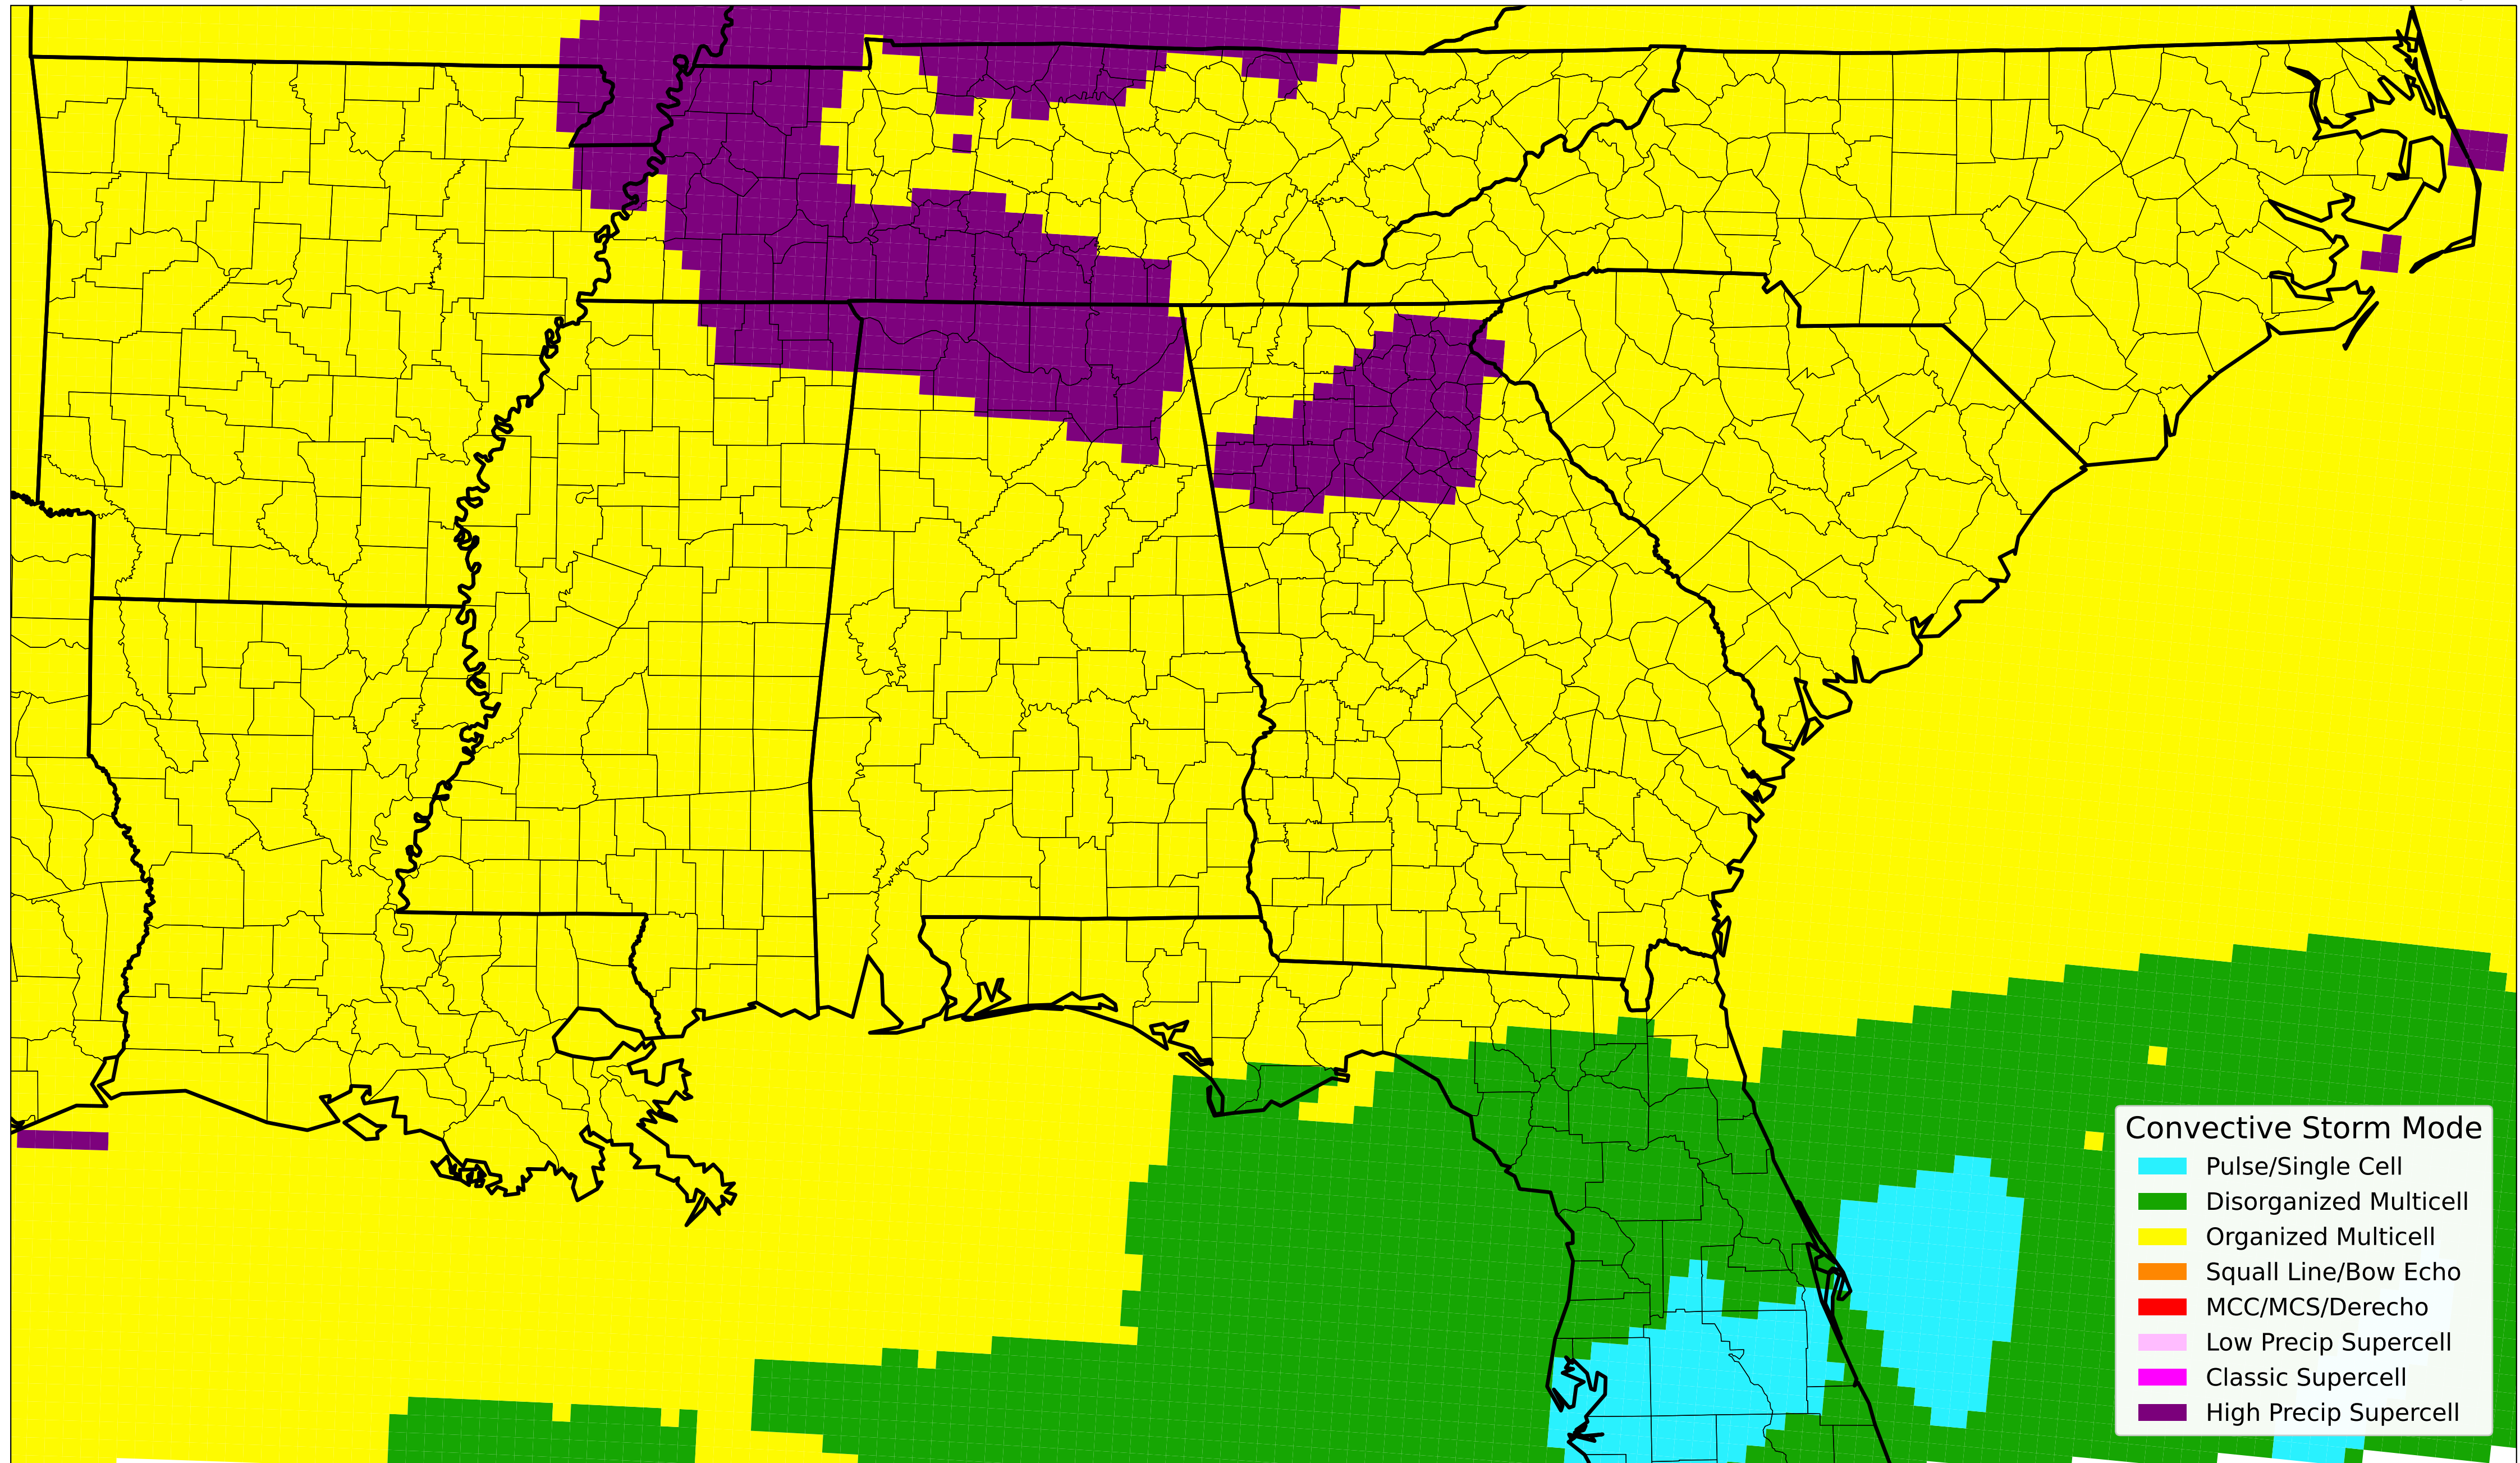 Convective Storm Mode
Pulse/Single Cell
Disorganized Multicell
Organized Multicell
Squall Line/Bow Echo
MCC/MCS/Derecho
Low Precip Supercell
Classic Supercell
High Precip Supercell